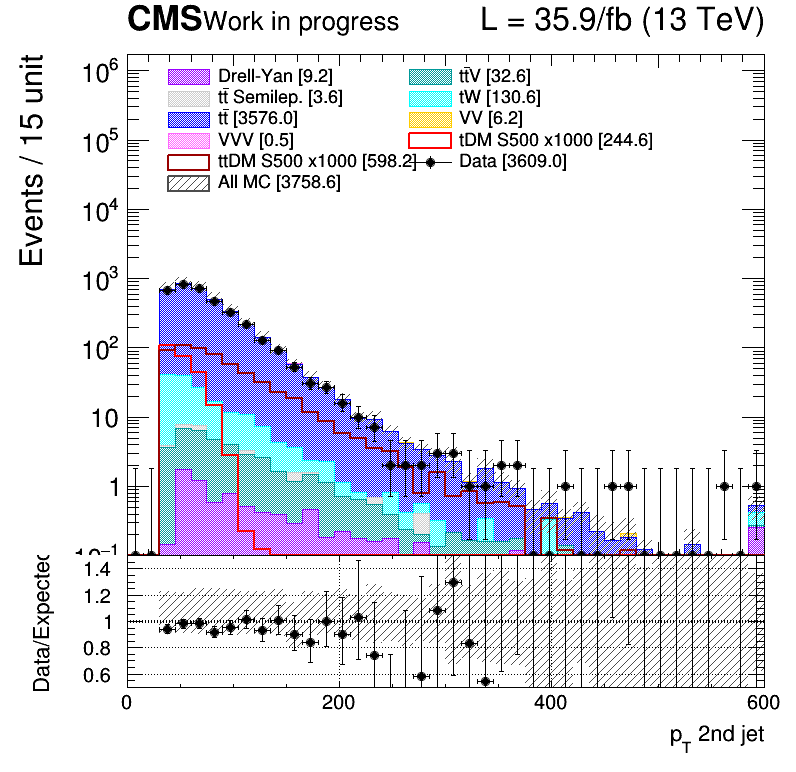 CMS Work in progress L = 35.9/fb (13 TeV)
Events / 15 unit
10⁶
10⁵
10⁴
10³
10²
10
1
10⁻¹
Drell-Yan [9.2] tt̄V [32.6]
tt̄ Semilep. [3.6] tW [130.6]
tt̄ [3576.0] VV [6.2]
VVV [0.5] tDM S500 x1000 [244.6]
ttDM S500 x1000 [598.2] Data [3609.0]
All MC [3758.6]
Data/Expected
1.4
1.2
1
0.8
0.6
0 200 400 600
p_T 2nd jet